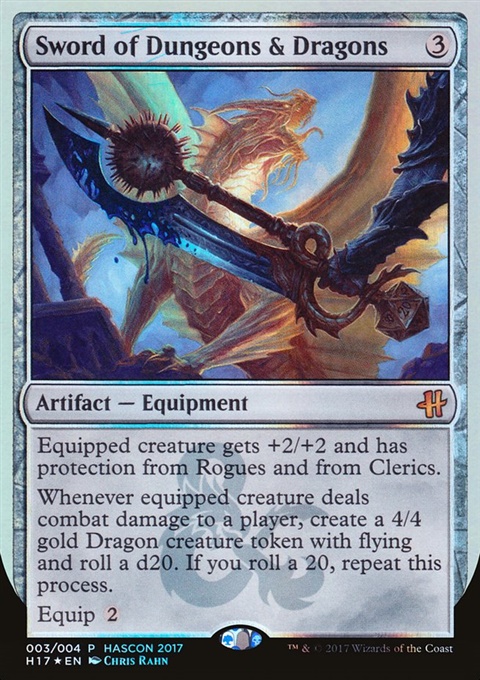 Sword of Dungeons & Dragons 3
Artifact — Equipment
Equipped creature gets +2/+2 and has
protection from Rogues and from Clerics.
Whenever equipped creature deals
combat damage to a player, create a 4/4
gold Dragon creature token with flying
and roll a d20. If you roll a 20, repeat this
process.
Equip 2
003/004 P HASCON 2017
H17★EN Chris Rahn
™ & © 2017 Wizards of the Coast